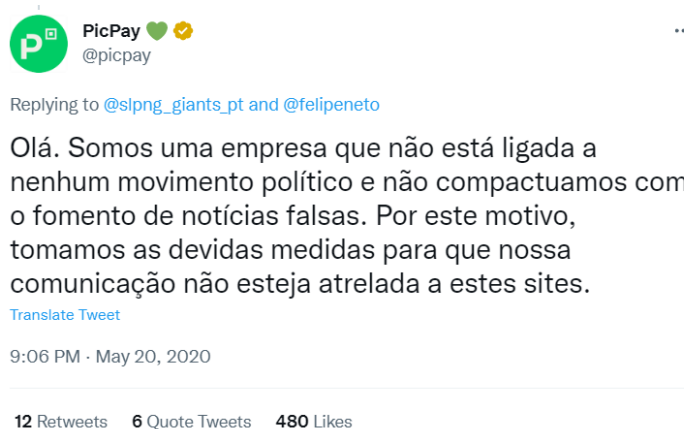 PicPay
@picpay
Replying to @slpng_giants_pt and @felipeneto
Olá. Somos uma empresa que não está ligada a
nenhum movimento político e não compactuamos com
o fomento de notícias falsas. Por este motivo,
tomamos as devidas medidas para que nossa
comunicação não esteja atrelada a estes sites.
Translate Tweet
9:06 PM · May 20, 2020
12 Retweets 6 Quote Tweets 480 Likes